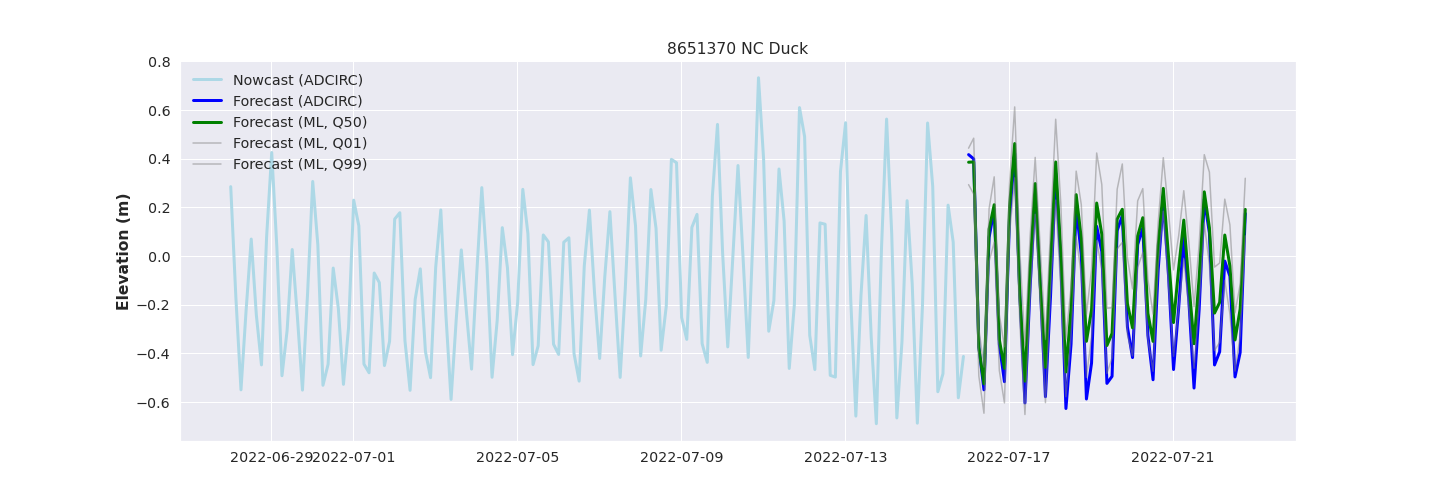 8651370 NC Duck
Nowcast (ADCIRC)
Forecast (ADCIRC)
Forecast (ML, Q50)
Forecast (ML, Q01)
Forecast (ML, Q99)
Elevation (m)
0.8
0.6
0.4
0.2
0.0
−0.2
−0.4
−0.6
2022-06-29 2022-07-01 2022-07-05 2022-07-09 2022-07-13 2022-07-17 2022-07-21